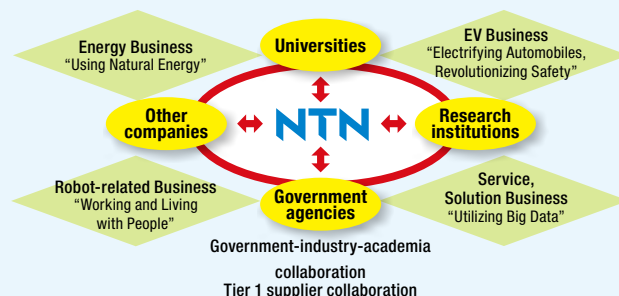 Energy Business
"Using Natural Energy"
Universities
EV Business
"Electrifying Automobiles,
Revolutionizing Safety"
Other
companies
NTN
Research
institutions
Robot-related Business
"Working and Living
with People"
Government
agencies
Service,
Solution Business
"Utilizing Big Data"
Government-industry-academia
collaboration
Tier 1 supplier collaboration